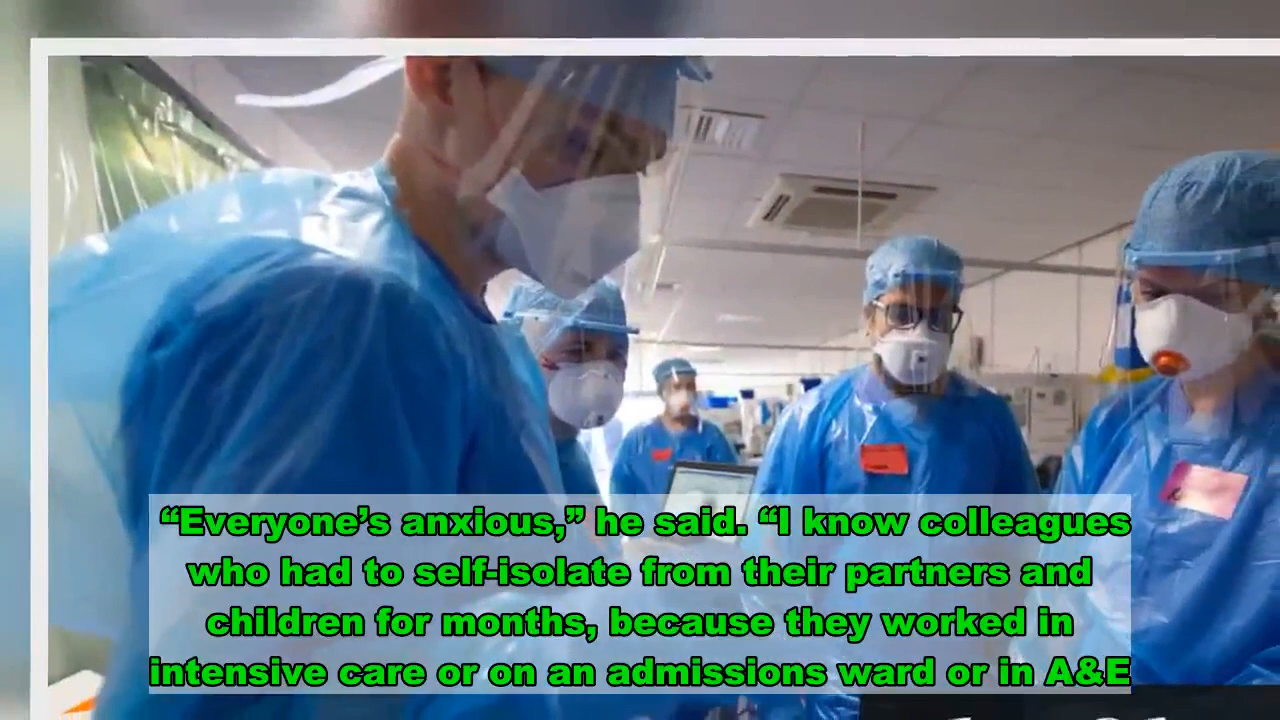 “Everyone’s anxious,” he said. “I know colleagues
who had to self-isolate from their partners and
children for months, because they worked in
intensive care or on an admissions ward or in A&E